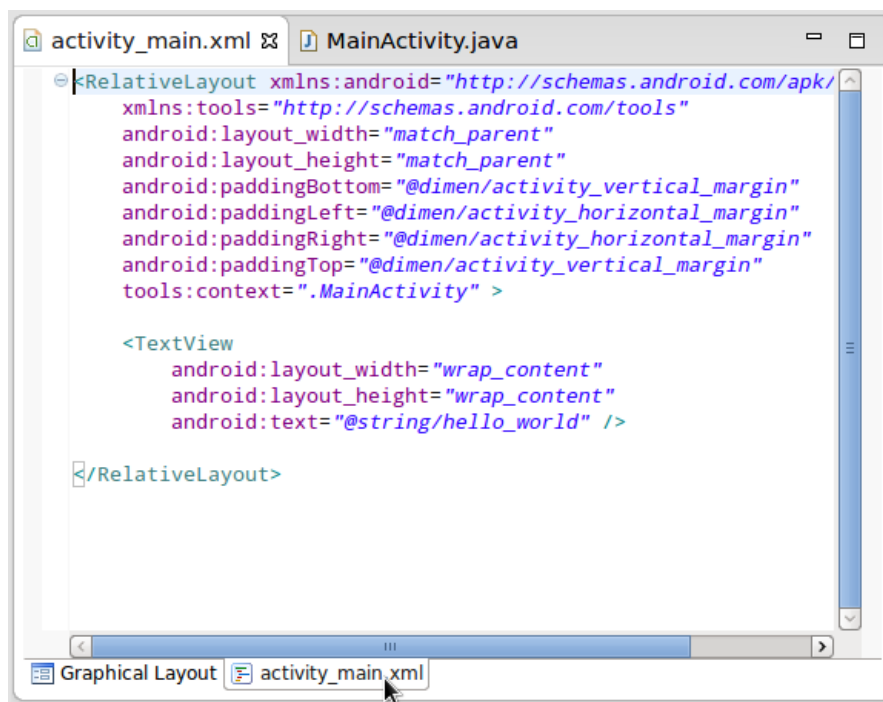 activity_main.xml MainActivity.java
<RelativeLayout xmlns:android="http://schemas.android.com/apk/
    xmlns:tools="http://schemas.android.com/tools"
    android:layout_width="match_parent"
    android:layout_height="match_parent"
    android:paddingBottom="@dimen/activity_vertical_margin"
    android:paddingLeft="@dimen/activity_horizontal_margin"
    android:paddingRight="@dimen/activity_horizontal_margin"
    android:paddingTop="@dimen/activity_vertical_margin"
    tools:context=".MainActivity" >
    <TextView
        android:layout_width="wrap_content"
        android:layout_height="wrap_content"
        android:text="@string/hello_world" />
</RelativeLayout>
Graphical Layout activity_main.xml